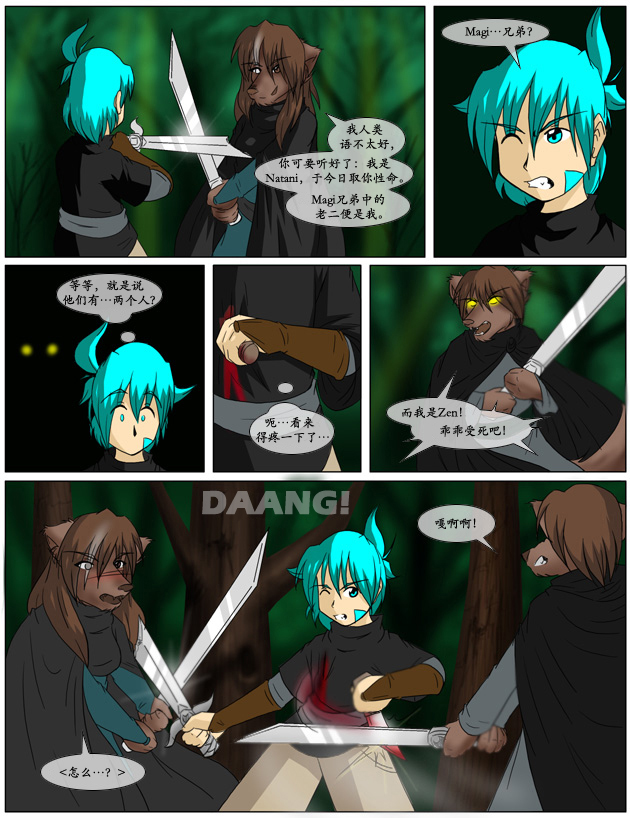 我人类
语不太好，
你可要听好了：我是
Natani，于今日取你性命。
Magi兄弟中的
老二便是我。
Magi…兄弟？
等等，就是说
他们有…两个人？
呃…看来
得疼一下了…
而我是Zen！
乖乖受死吧！
DAANG!
嘎啊啊！
<怎么…？>